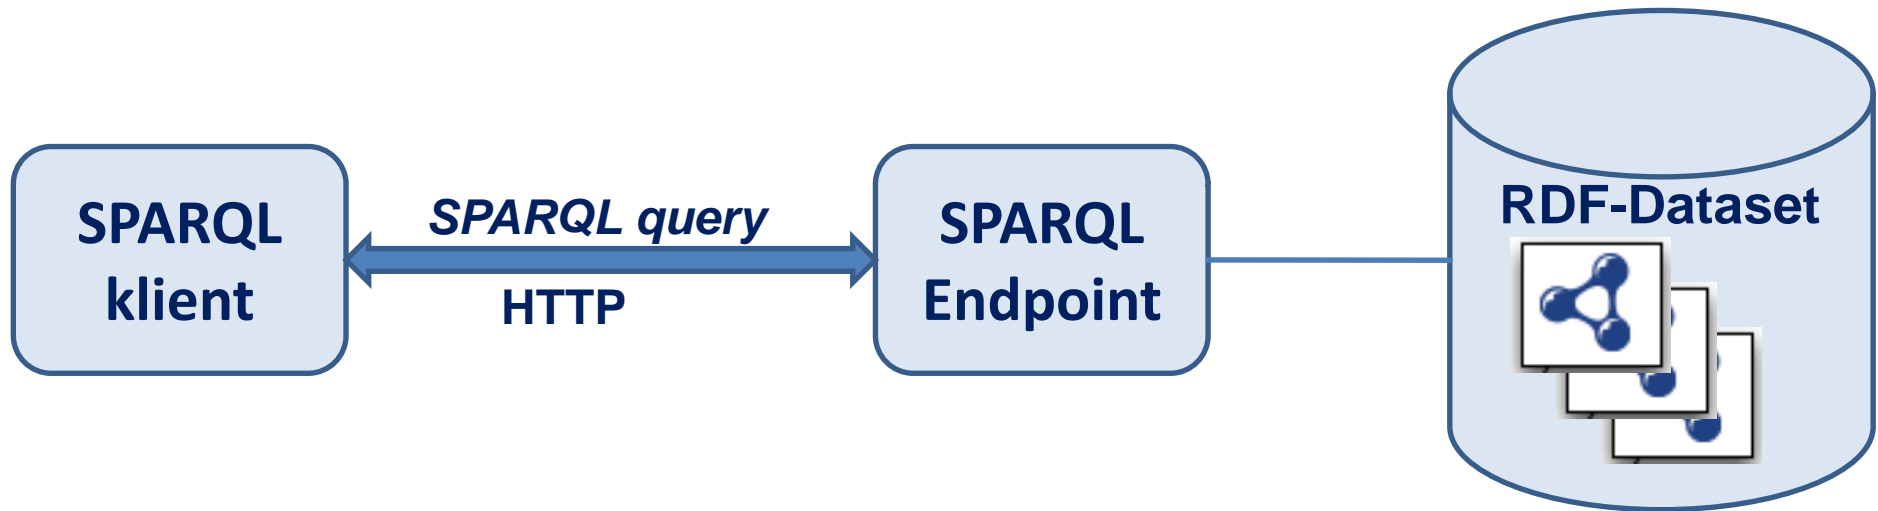 SPARQL
klient
SPARQL query
HTTP
SPARQL
Endpoint
RDF-Dataset